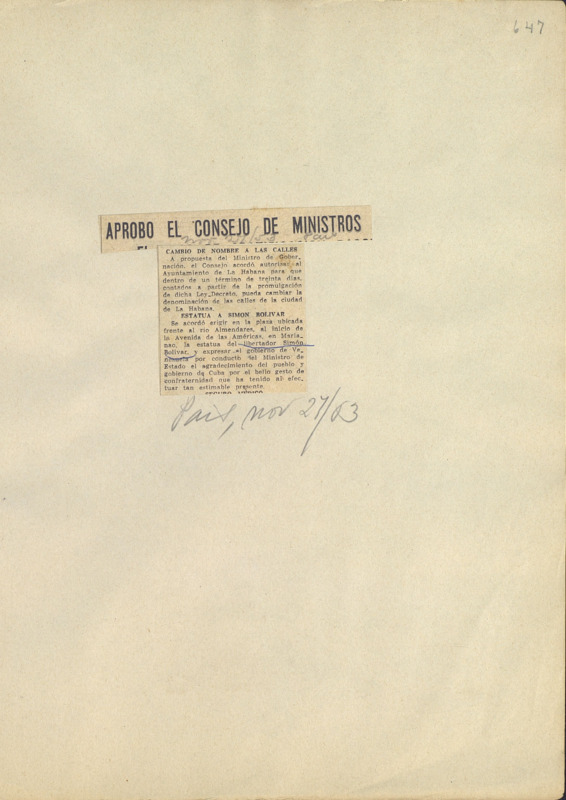 647
APROBO EL CONSEJO DE MINISTROS
CAMBIO DE NOMBRE A LAS CALLES
A propuesta del Ministro de Gober
nación, el Consejo acordó autorizar al
Ayuntamiento de La Habana para que
dentro de un término de treinta días,
contados a partir de la promulgación
de dicha Ley-Decreto, pueda cambiar la
denominación de las calles de la ciudad
de La Habana.
ESTATUA A SIMON BOLIVAR
Se acordó erigir en la plaza ubicada
frente al río Almendares, al inicio de
la Avenida de las Américas, en Maria-
nao, la estatua del libertador Simón
Bolívar, y expresar el gobierno de Ve-
nezuela por conducto del Ministro de
Estado el agradecimiento del pueblo y
gobierno de Cuba por el bello gesto de
confraternidad que ha tenido al efec,
tuar tan estimable presente.
País, nov 27/53